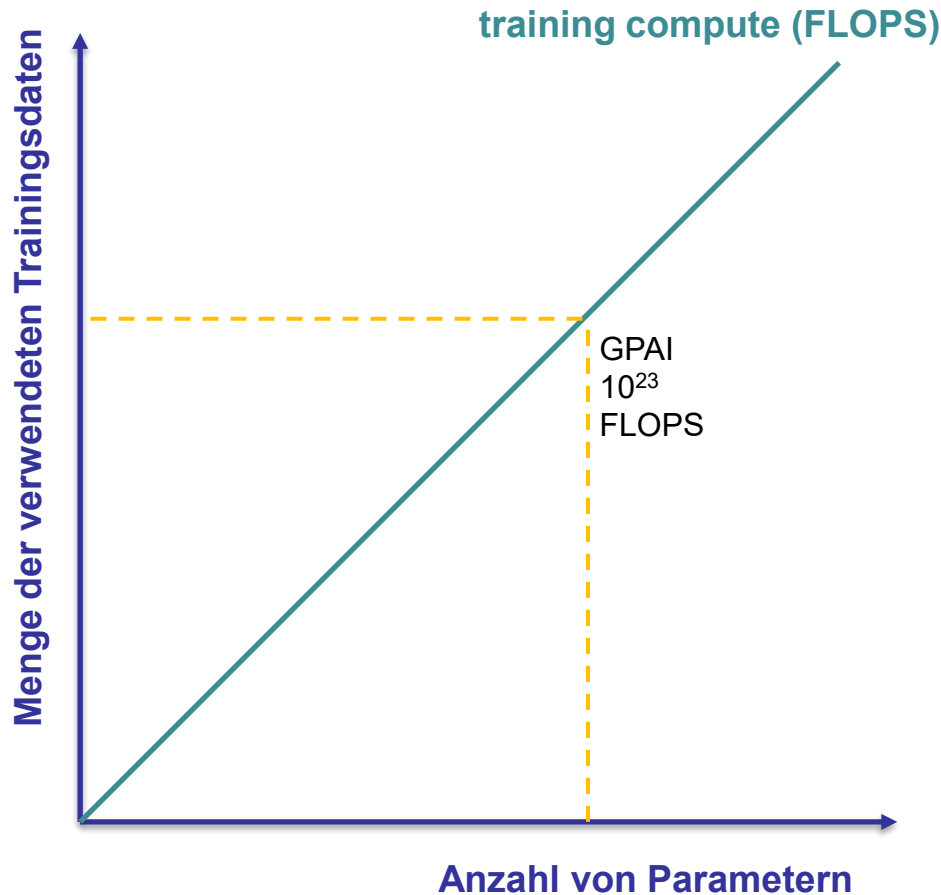 training compute (FLOPS)
Menge der verwendeten Trainingsdaten
GPAI
10²³
FLOPS
Anzahl von Parametern